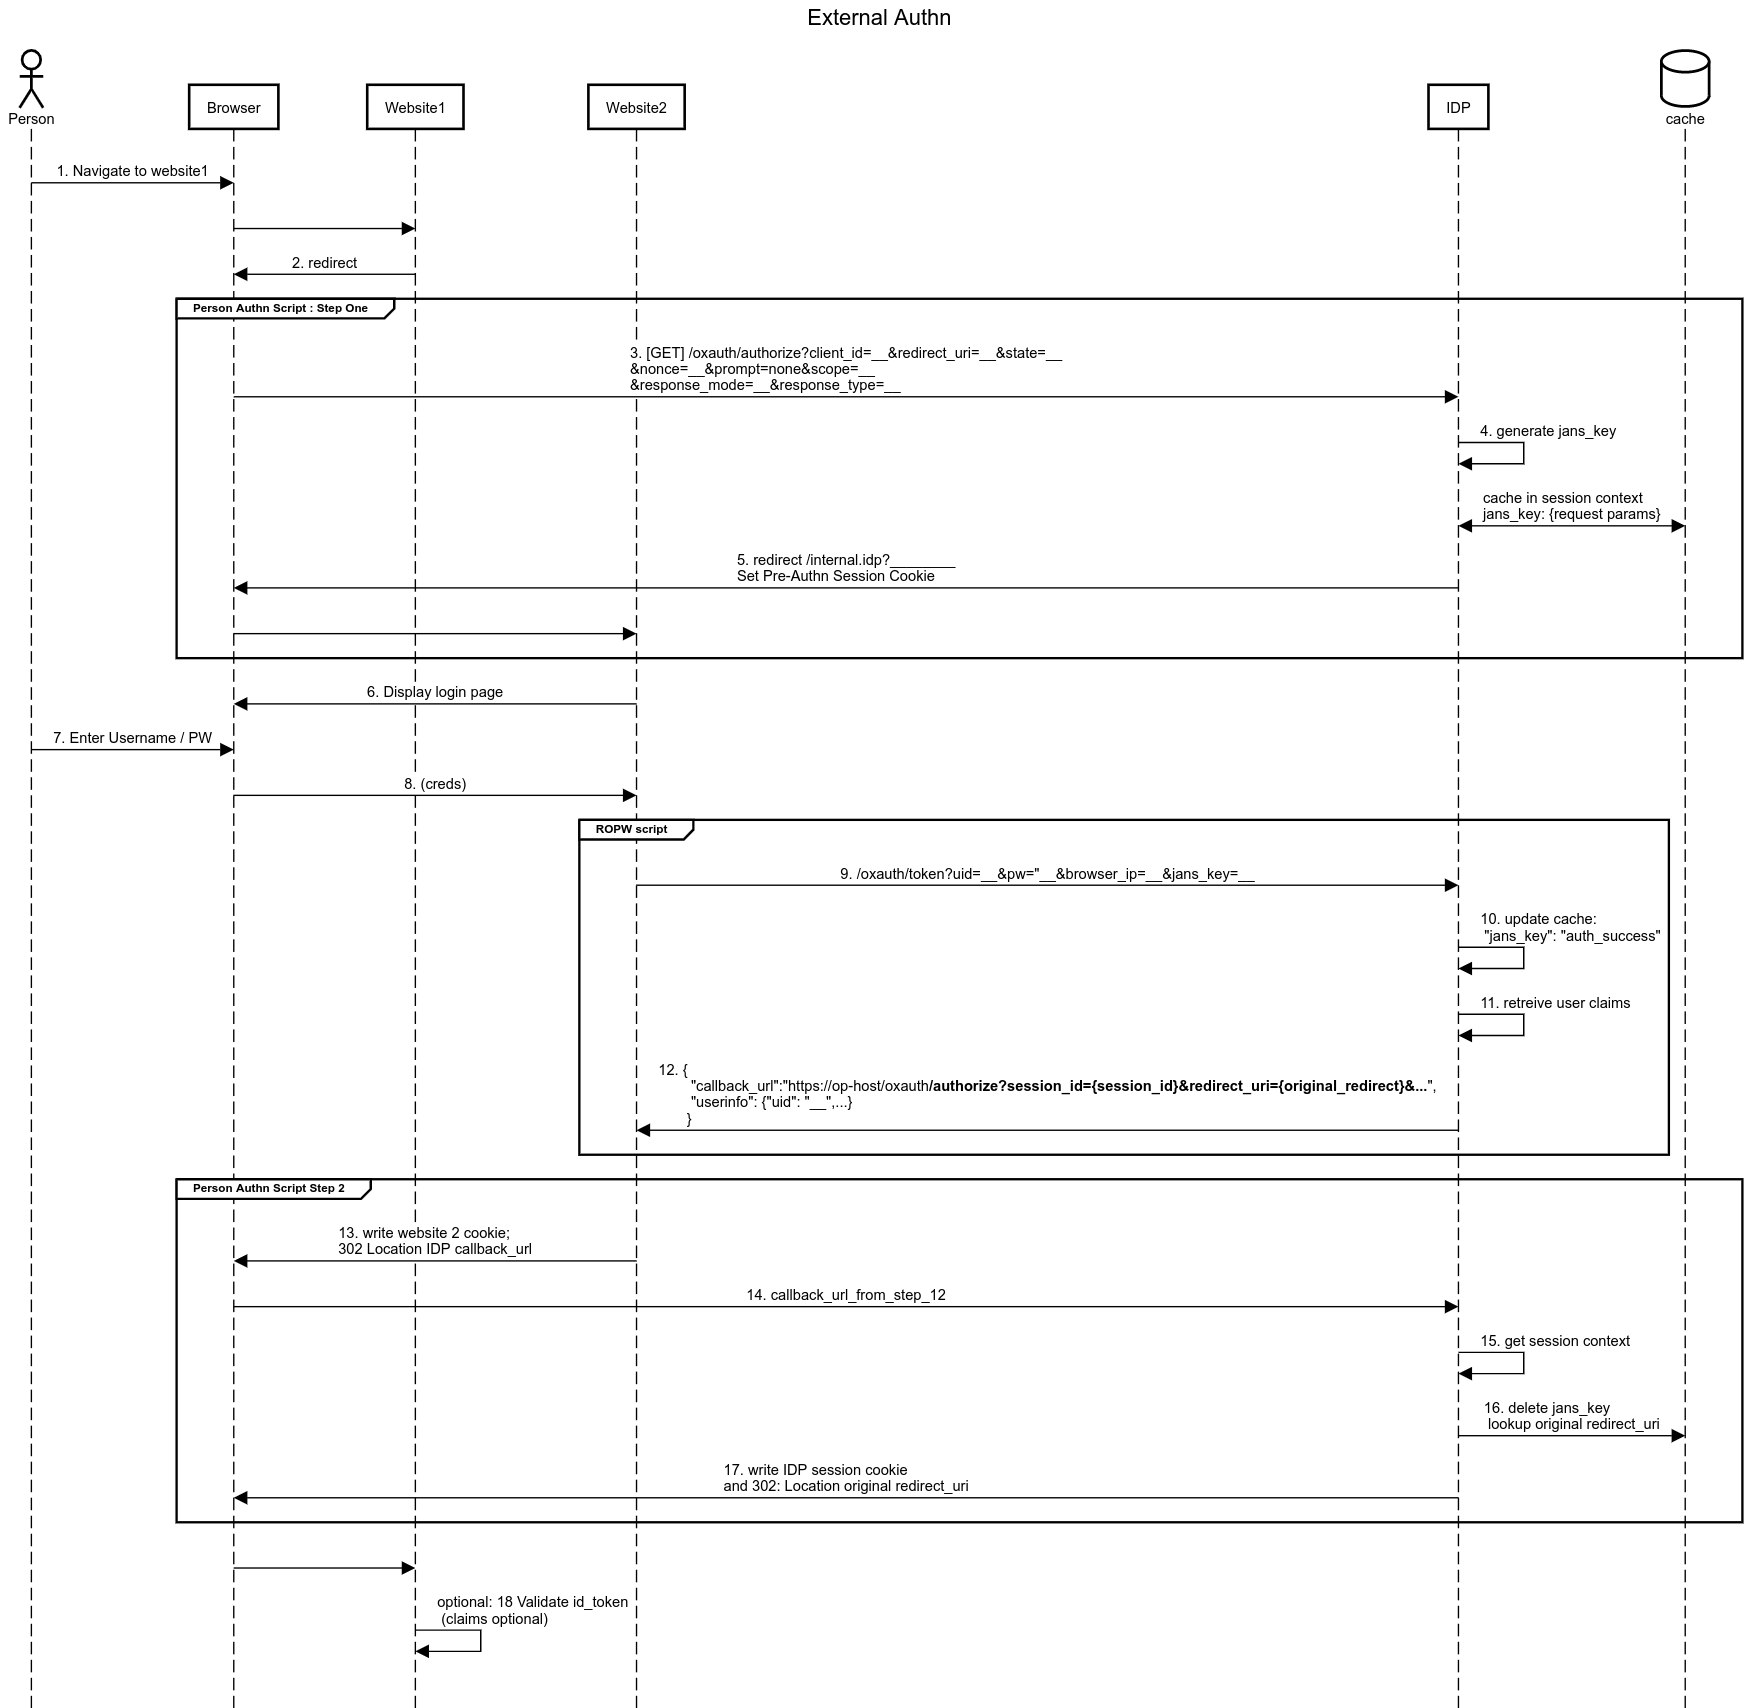 External Authn
Person
Browser
Website1
Website2
IDP
cache
1. Navigate to website1
2. redirect
Person Authn Script : Step One
3. [GET] /oxauth/authorize?client_id=__&redirect_uri=__&state=__
&nonce=__&prompt=none&scope=__
&response_mode=__&response_type=__
4. generate jans_key
cache in session context
jans_key: {request params}
5. redirect /internal.idp?________
Set Pre-Authn Session Cookie
6. Display login page
7. Enter Username / PW
8. (creds)
ROPW script
9. /oxauth/token?uid=__&pw="__&browser_ip=__&jans_key=__
10. update cache:
"jans_key": "auth_success"
11. retreive user claims
12. {
"callback_url":"https://op-host/oxauth/authorize?session_id={session_id}&redirect_uri={original_redirect}&...",
"userinfo": {"uid": "__",...}
}
Person Authn Script Step 2
13. write website 2 cookie;
302 Location IDP callback_url
14. callback_url_from_step_12
15. get session context
16. delete jans_key
lookup original redirect_uri
17. write IDP session cookie
and 302: Location original redirect_uri
optional: 18 Validate id_token
(claims optional)